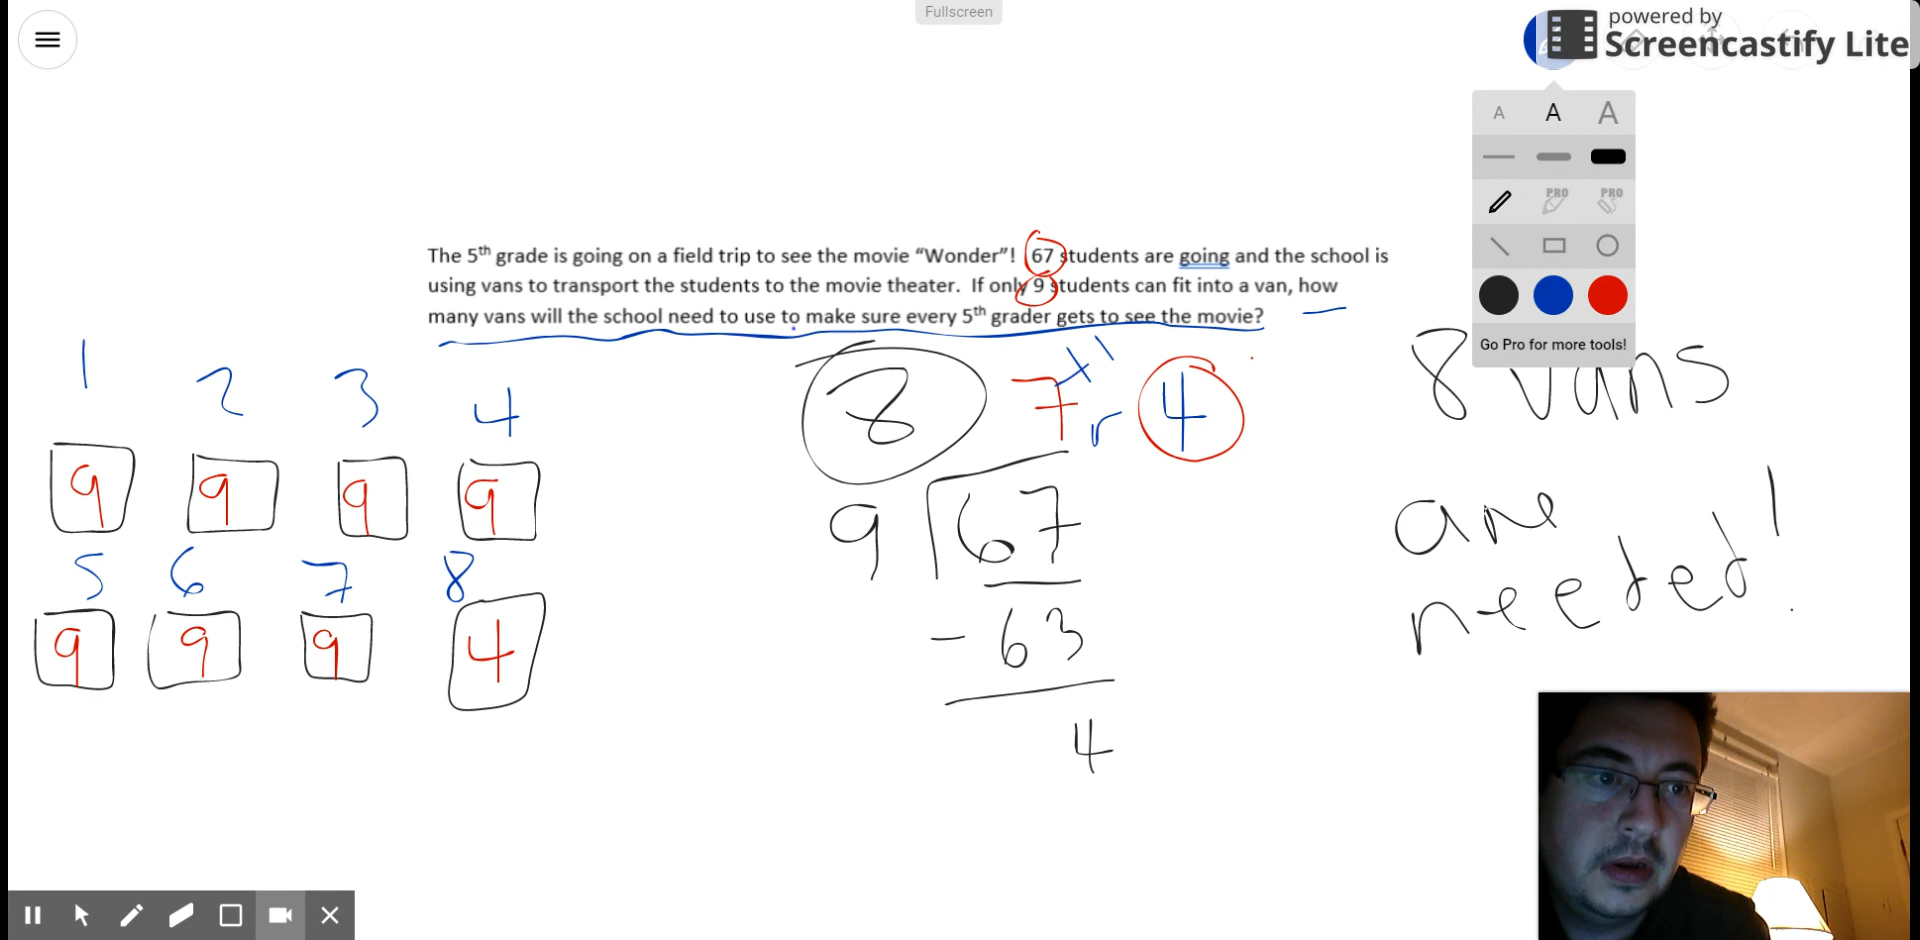 Fullscreen
powered by
Screencastify Lite
A A A
PRO PRO
Go Pro for more tools!
The 5th grade is going on a field trip to see the movie “Wonder”! 67 students are going and the school is
using vans to transport the students to the movie theater. If only 9 students can fit into a van, how
many vans will the school need to use to make sure every 5th grader gets to see the movie?
1 2 3 4
9 9 9 9
5 6 7 8
9 9 9 4
8 7 +1 r 4
9 67
- 63
4
8 vans
are
needed!